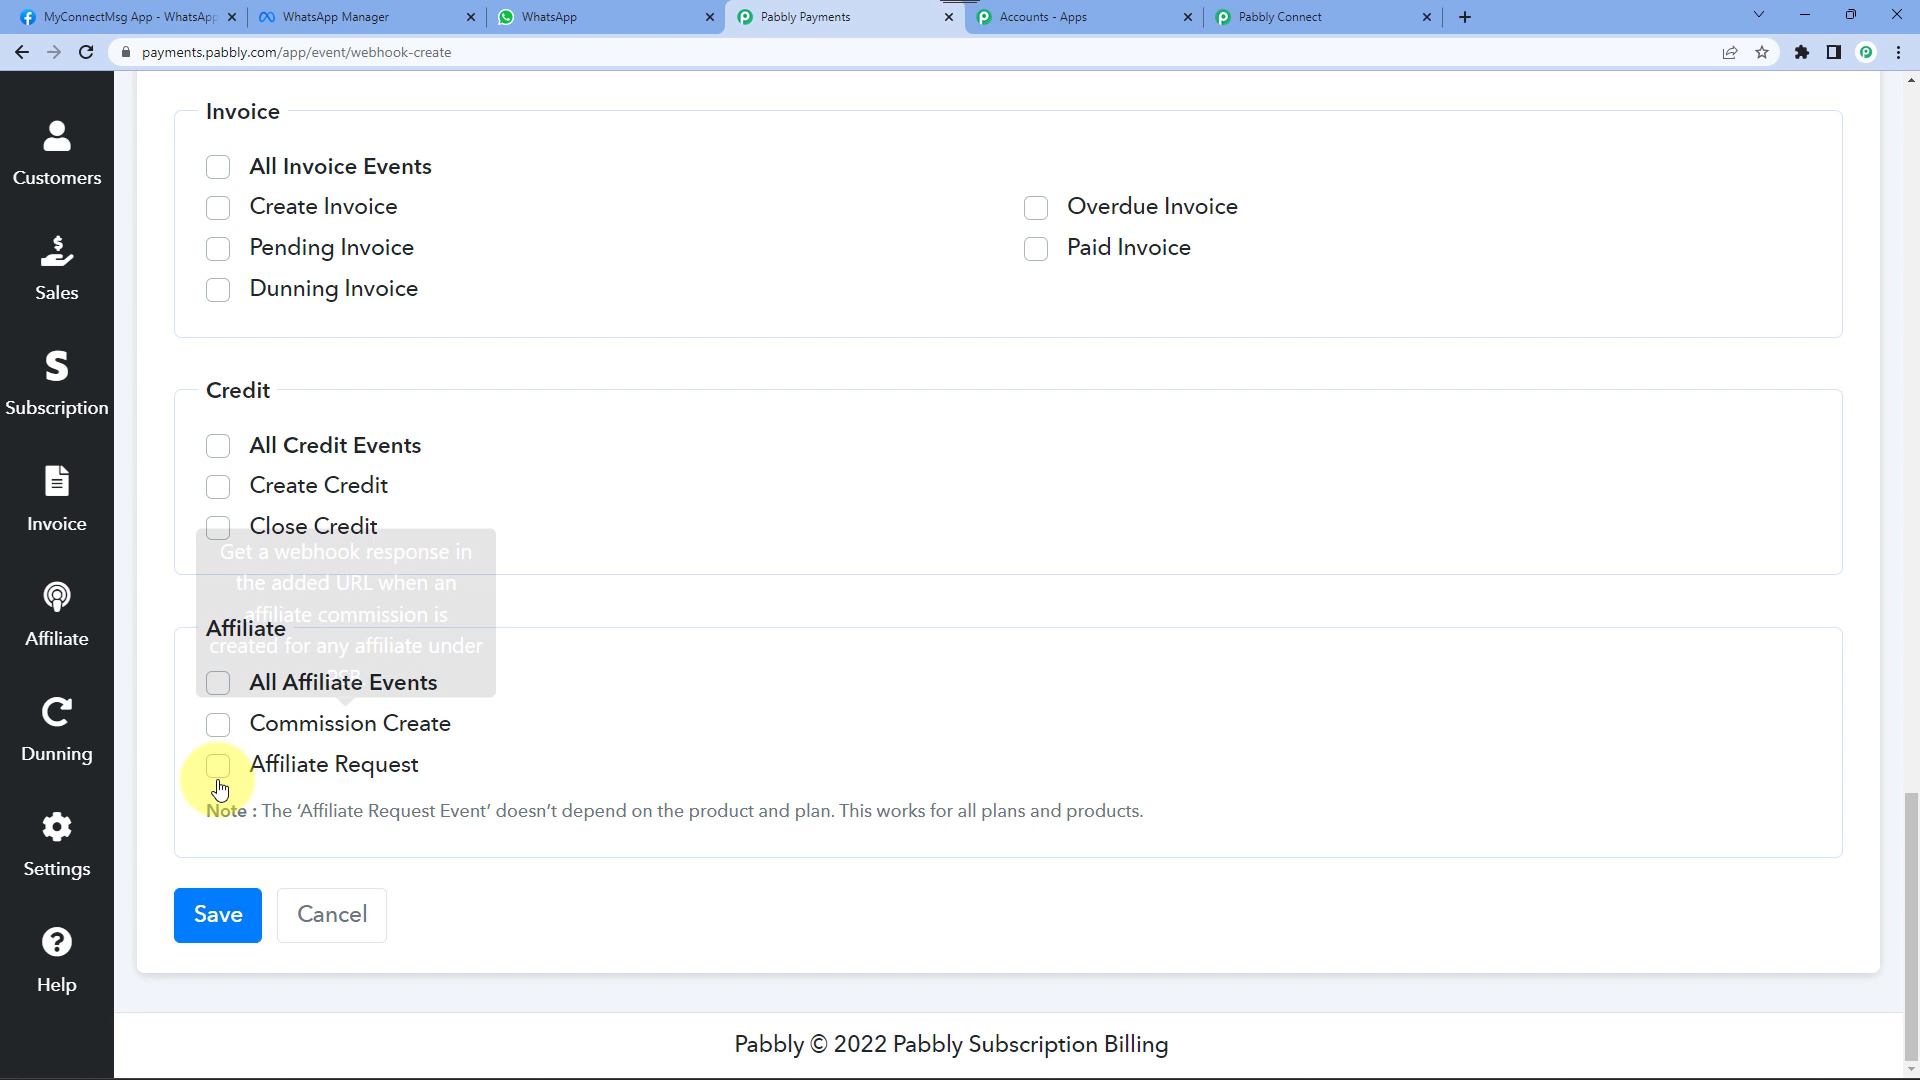 MyConnectMsg App - WhatsApp
WhatsApp Manager
WhatsApp
Pabbly Payments
Accounts - Apps
Pabbly Connect
payments.pabbly.com/app/event/webhook-create
Customers
Sales
Subscription
Invoice
Affiliate
Dunning
Settings
Help
Invoice
All Invoice Events
Create Invoice
Overdue Invoice
Pending Invoice
Paid Invoice
Dunning Invoice
Credit
All Credit Events
Create Credit
Close Credit
Get a webhook response in
the added URL when an
affiliate commission is
created for any affiliate under
Affiliate
All Affiliate Events
Commission Create
Affiliate Request
Note : The ‘Affiliate Request Event’ doesn’t depend on the product and plan. This works for all plans and products.
Save
Cancel
Pabbly © 2022 Pabbly Subscription Billing